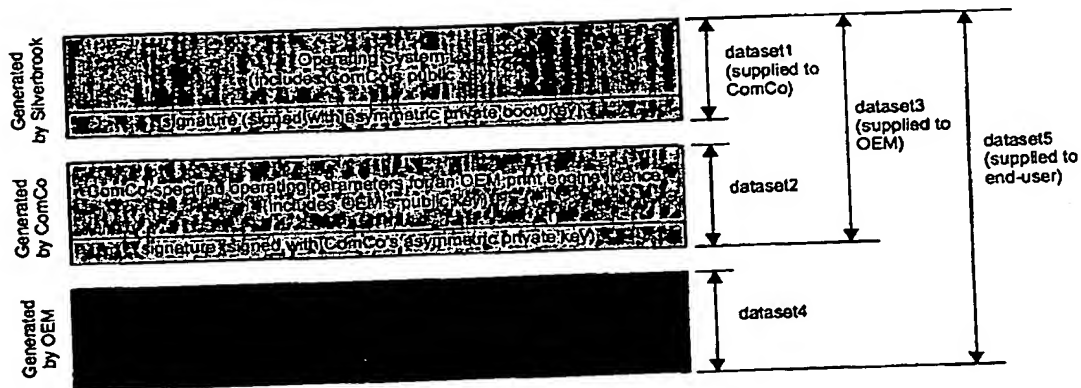 Generated
by Silverbrook
Operating System
(includes ComCo's public
signature (signed with asymmetric private boot0key)
dataset1
(supplied to
ComCo)
dataset3
(supplied to
OEM)
dataset5
(supplied to
end-user)
Generated
by ComCo
ComCo-specified operating parameters for an OEM print engine licence
(includes OEM's public key)
signature (signed with ComCo's asymmetric private key)
dataset2
Generated
by OEM
dataset4